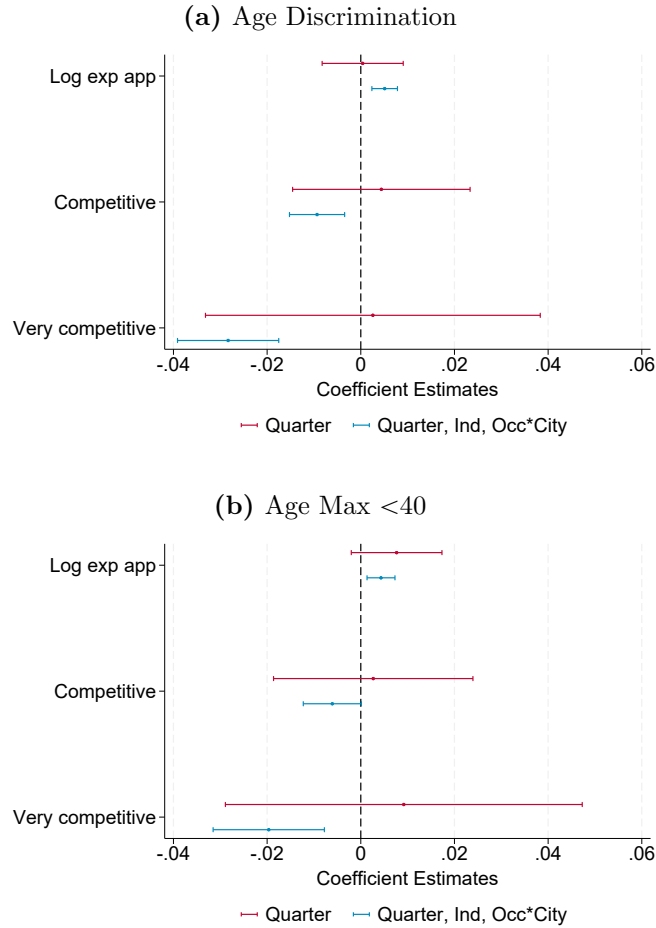 (a) Age Discrimination
Log exp app
Competitive
Very competitive
-.04 -.02 0 .02 .04 .06
Coefficient Estimates
Quarter Quarter, Ind, Occ*City
(b) Age Max <40
Log exp app
Competitive
Very competitive
-.04 -.02 0 .02 .04 .06
Coefficient Estimates
Quarter Quarter, Ind, Occ*City